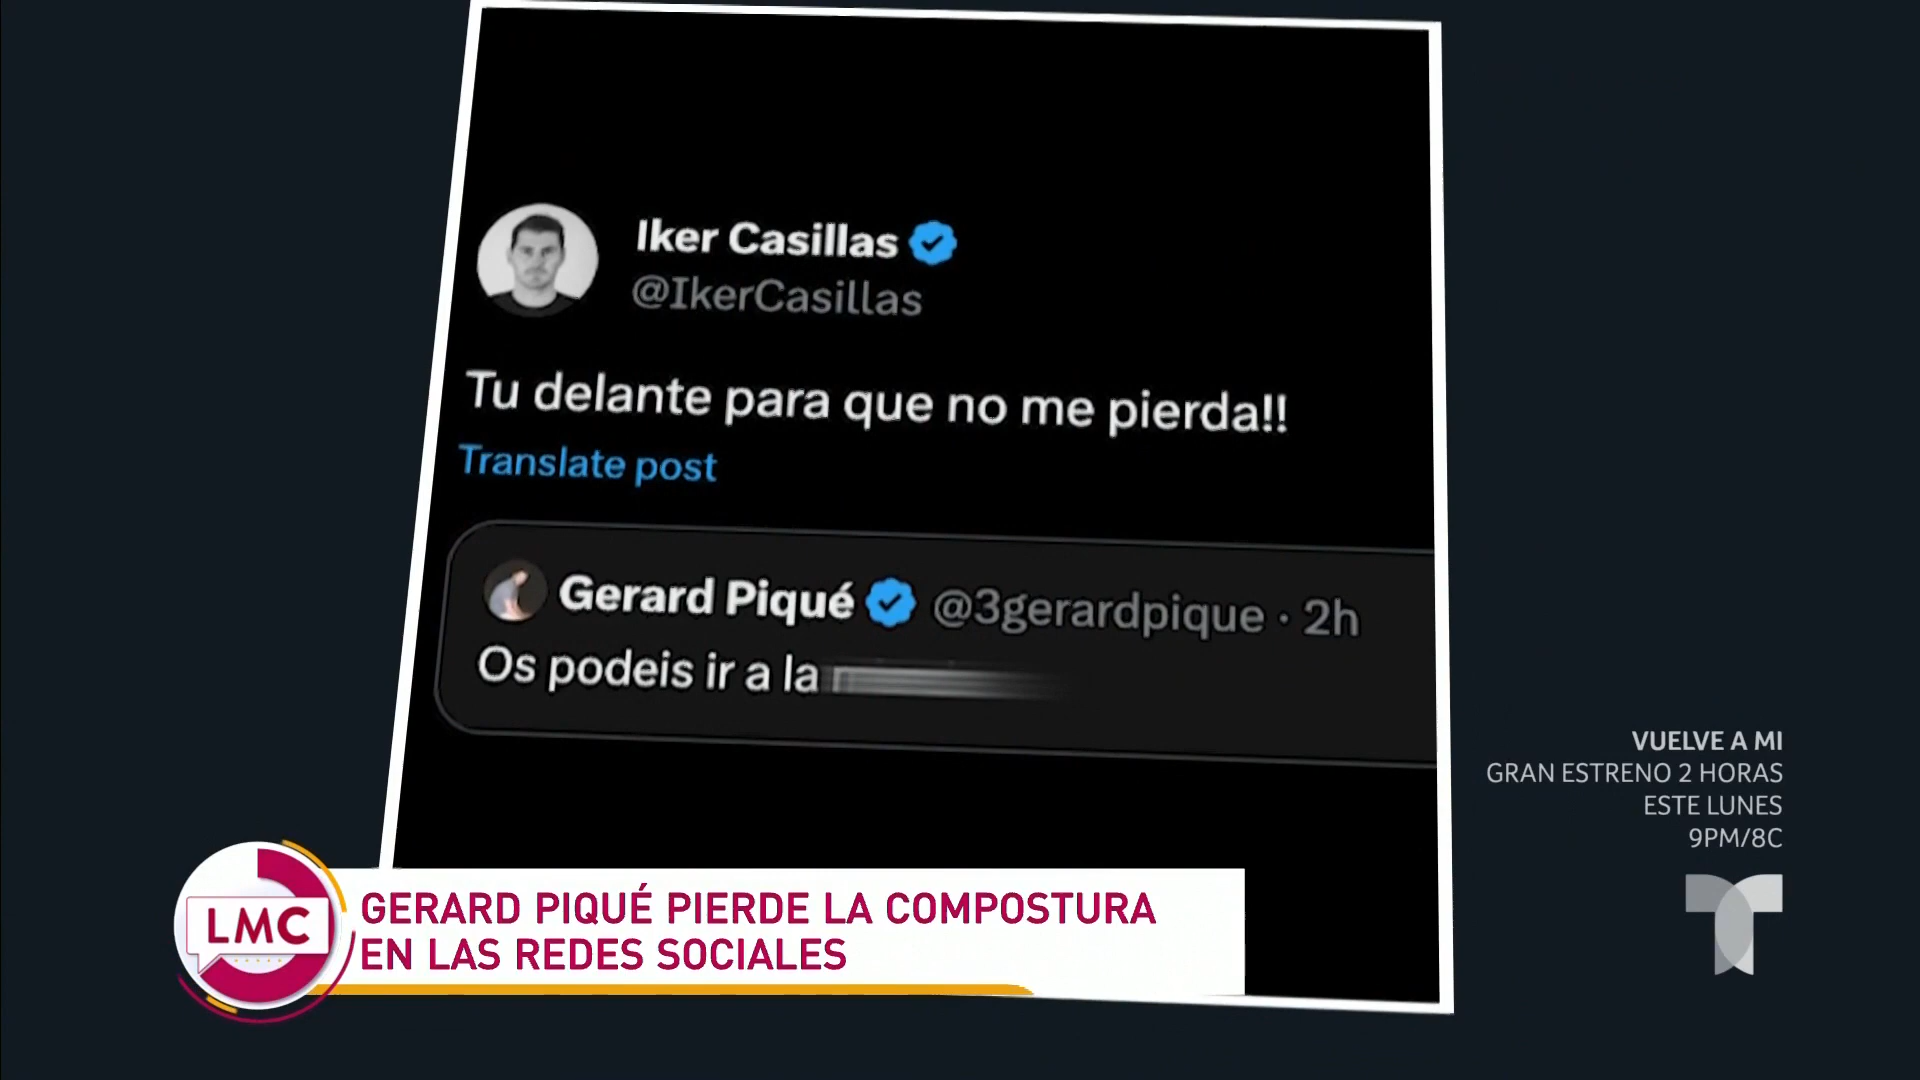 Iker Casillas
@IkerCasillas
Tu delante para que no me pierda!!
Translate post
Gerard Piqué @3gerardpique · 2h
Os podeis ir a la
VUELVE A MI
GRAN ESTRENO 2 HORAS
ESTE LUNES
9PM/8C
LMC
GERARD PIQUÉ PIERDE LA COMPOSTURA
EN LAS REDES SOCIALES